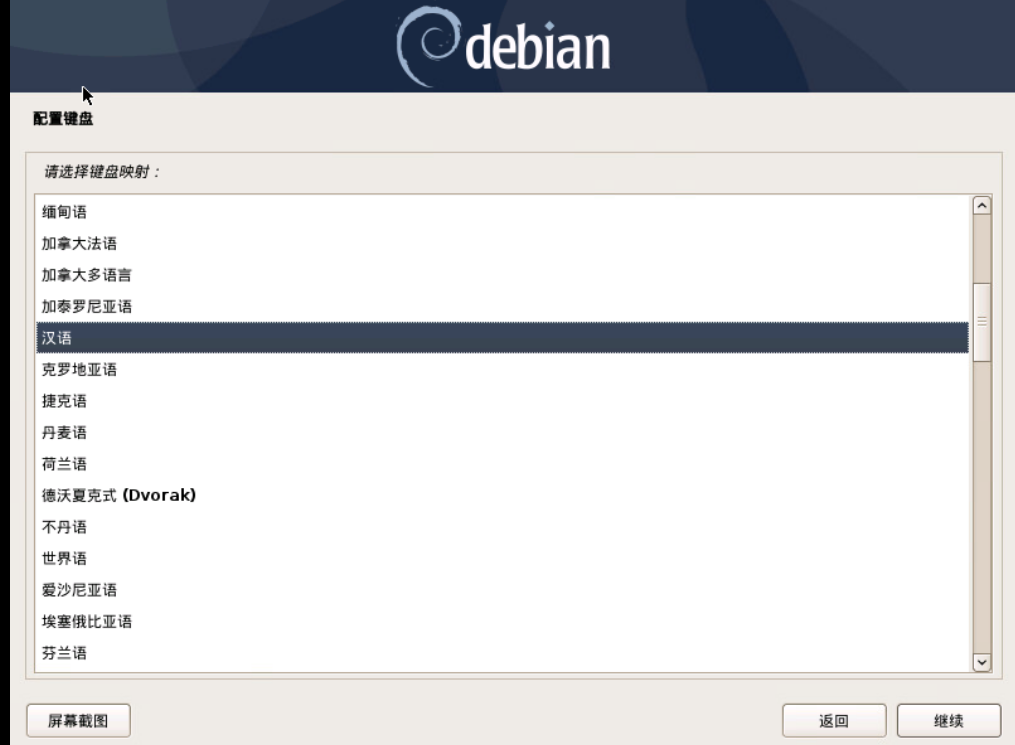 debian
配置键盘
请选择键盘映射：
缅甸语
加拿大法语
加拿大多语言
加泰罗尼亚语
汉语
克罗地亚语
捷克语
丹麦语
荷兰语
德沃夏克式 (Dvorak)
不丹语
世界语
爱沙尼亚语
埃塞俄比亚语
芬兰语
屏幕截图
返回
继续